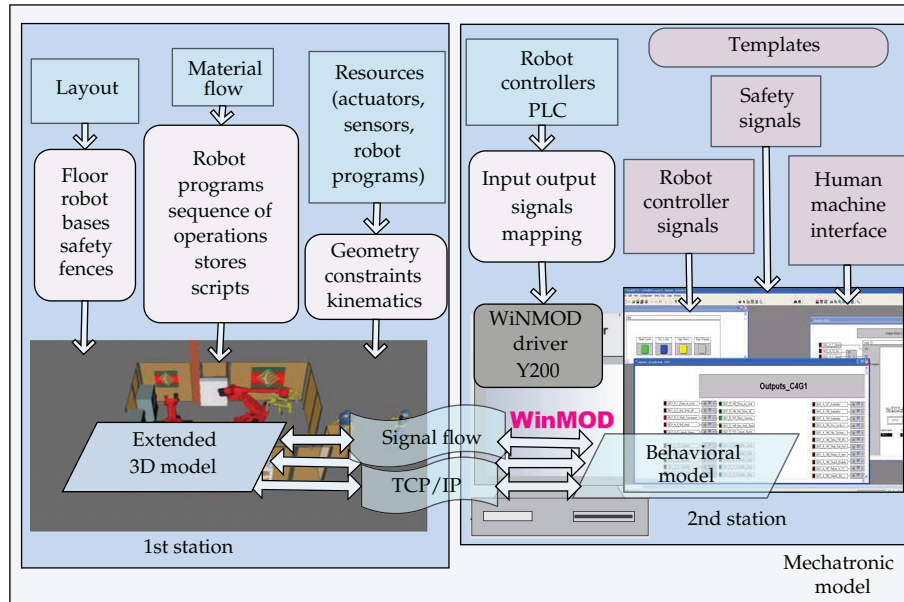 Layout
Material
flow
Resources
(actuators,
sensors,
robot
programs)
Floor
robot
bases
safety
fences
Robot
programs
sequence of
operations
stores
scripts
Geometry
constraints
kinematics
Extended
3D model
Signal flow
TCP/IP
1st station
Robot
controllers
PLC
Templates
Safety
signals
Input output
signals
mapping
Robot
controller
signals
Human
machine
interface
WiNMOD
driver
Y200
WinMOD
Outputs_C4G1
Behavioral
model
2nd station
Mechatronic
model